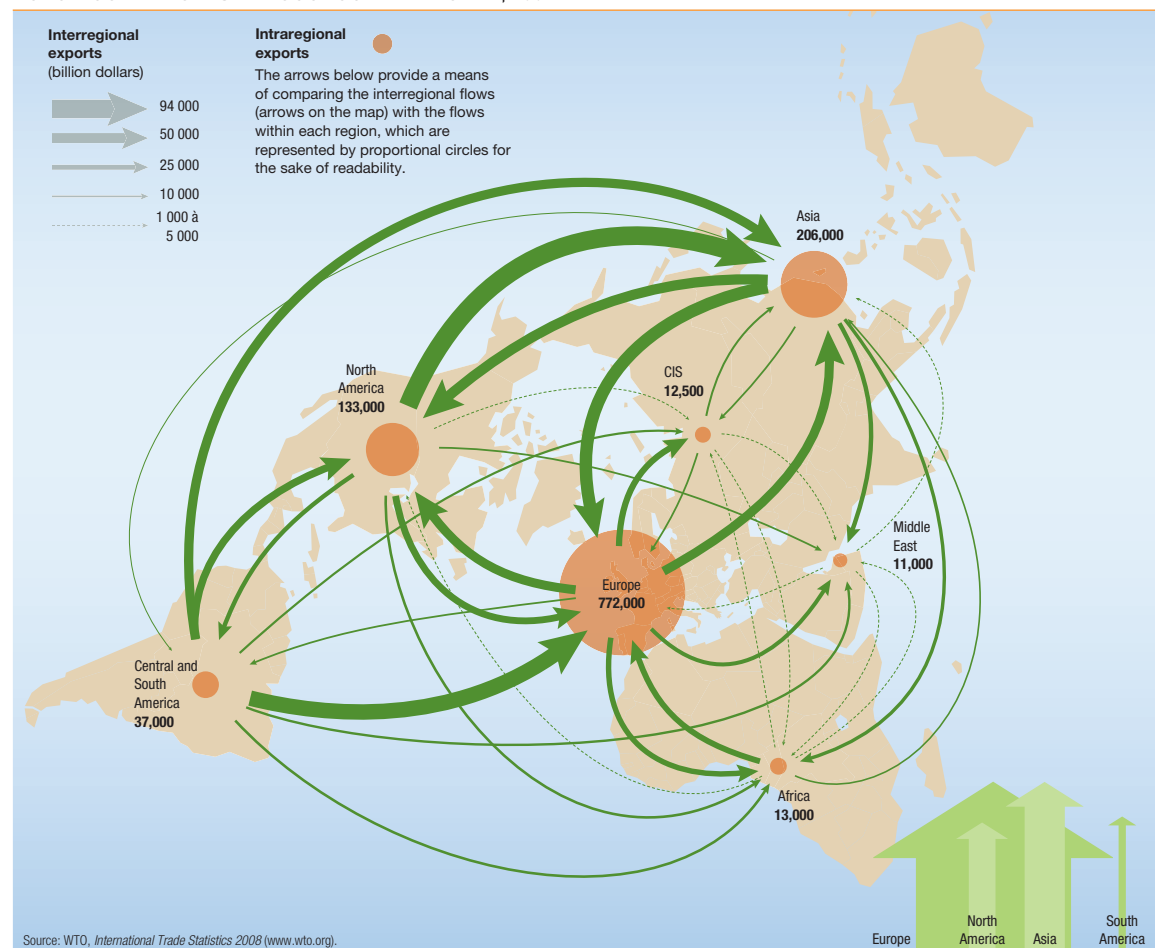 Interregional
exports
(billion dollars)
94 000
50 000
25 000
10 000
1 000 à
5 000
Intraregional
exports
The arrows below provide a means
of comparing the interregional flows
(arrows on the map) with the flows
within each region, which are
represented by proportional circles for
the sake of readability.
Asia
206,000
North
America
133,000
CIS
12,500
Middle
East
11,000
Europe
772,000
Central and
South
America
37,000
Africa
13,000
Europe
North
America
Asia
South
America
Source: WTO, International Trade Statistics 2008 (www.wto.org).